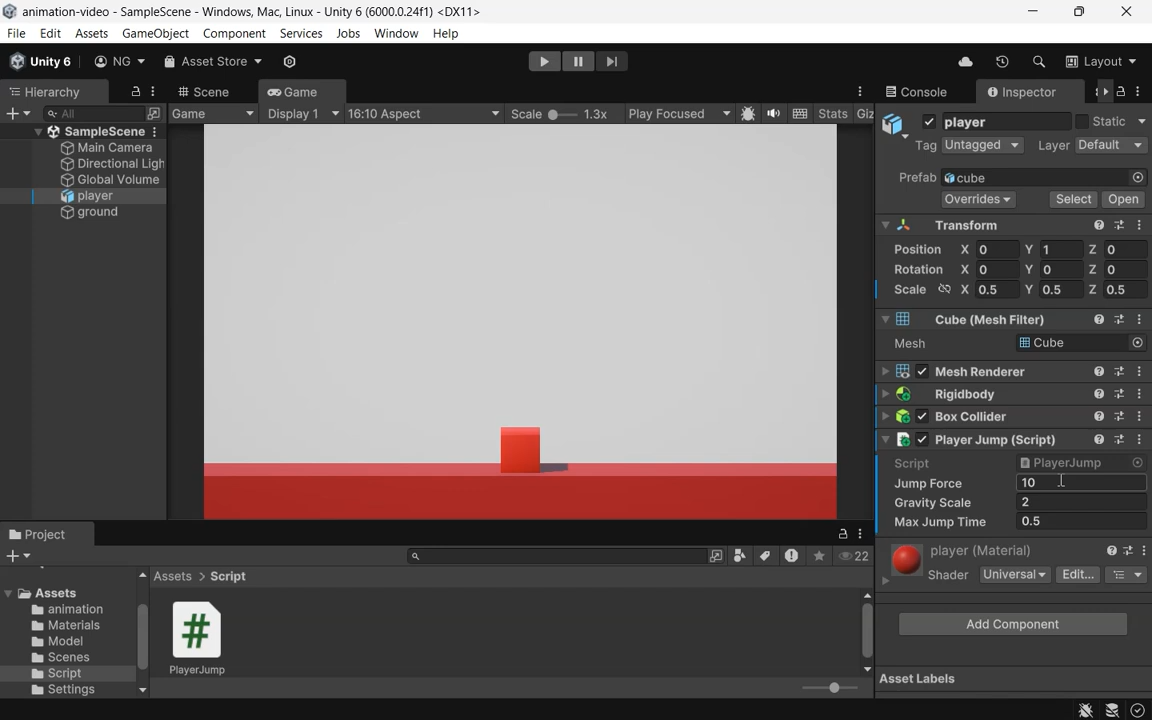 animation-video - SampleScene - Windows, Mac, Linux - Unity 6 (6000.0.24f1) <DX11>
File Edit Assets GameObject Component Services Jobs Window Help
Unity 6 NG Asset Store Layout
Hierarchy Scene Game Console Inspector
All Game Display 1 16:10 Aspect Scale 1.3x Play Focused Stats Giz
SampleScene
Main Camera
Directional Ligh
Global Volume
player
ground
player Static
Tag Untagged Layer Default
Prefab cube
Overrides Select Open
Transform
Position X 0 Y 1 Z 0
Rotation X 0 Y 0 Z 0
Scale X 0.5 Y 0.5 Z 0.5
Cube (Mesh Filter)
Mesh Cube
Mesh Renderer
Rigidbody
Box Collider
Player Jump (Script)
Script PlayerJump
Jump Force 10
Gravity Scale 2
Max Jump Time 0.5
player (Material)
Shader Universal Edit...
Add Component
Asset Labels
Project
22
Assets
animation
Materials
Model
Scenes
Script
Settings
Assets > Script
#
PlayerJump